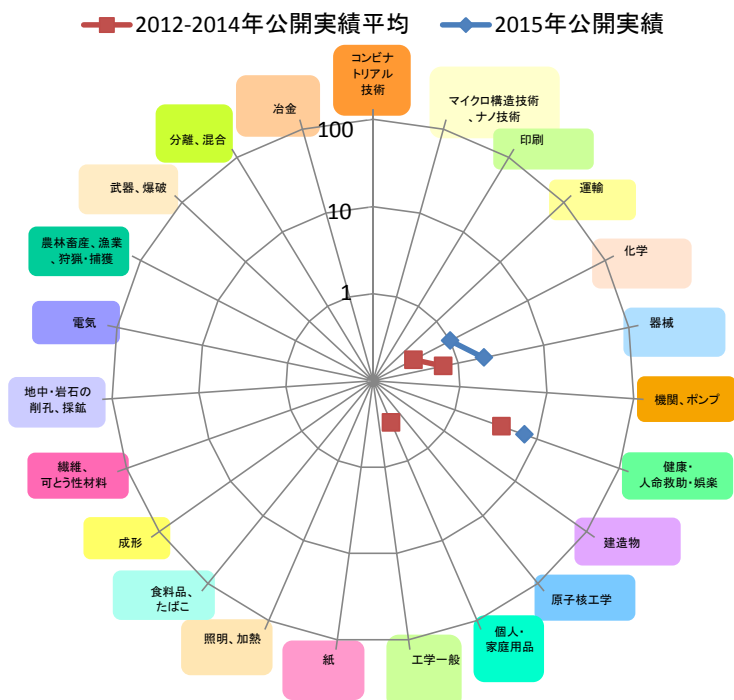 2012-2014年公開実績平均
2015年公開実績
コンビナ
トリアル
技術
マイクロ構造技術
、ナノ技術
印刷
運輸
化学
器械
機関、ポンプ
健康・
人命救助・娯楽
建造物
原子核工学
個人・
家庭用品
工学一般
紙
照明、加熱
食料品、
たばこ
成形
繊維、
可とう性材料
地中・岩石の
削孔、採鉱
電気
農林畜産、漁業
、狩猟・捕獲
武器、爆破
分離、混合
冶金
100
10
1